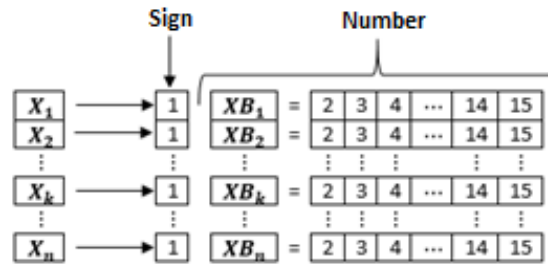 Sign Number
X₁ 1 XB₁ = 2 3 4 ... 14 15
X₂ 1 XB₂ = 2 3 4 ... 14 15
⋮ ⋮ ⋮ ⋮ ⋮ ⋮ ⋮ ⋮
Xₖ 1 XBₖ = 2 3 4 ... 14 15
⋮ ⋮ ⋮ ⋮ ⋮ ⋮ ⋮ ⋮
Xₙ 1 XBₙ = 2 3 4 ... 14 15